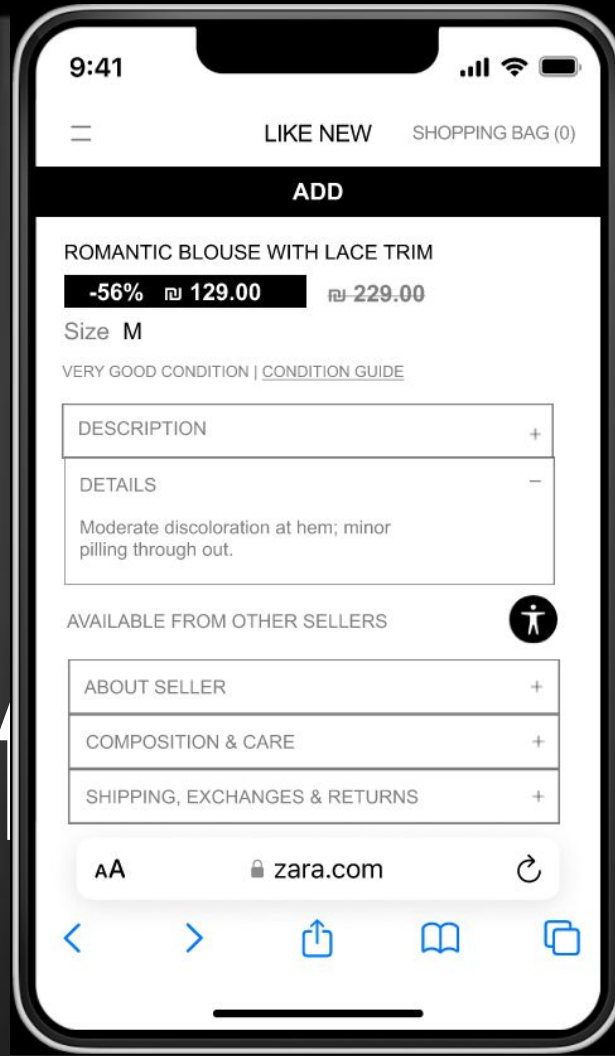 9:41
LIKE NEW SHOPPING BAG (0)
ADD
ROMANTIC BLOUSE WITH LACE TRIM
-56% ₪ 129.00 ₪ 229.00
Size M
VERY GOOD CONDITION | CONDITION GUIDE
DESCRIPTION +
DETAILS −
Moderate discoloration at hem; minor
pilling through out.
AVAILABLE FROM OTHER SELLERS
ABOUT SELLER +
COMPOSITION & CARE +
SHIPPING, EXCHANGES & RETURNS +
AA zara.com